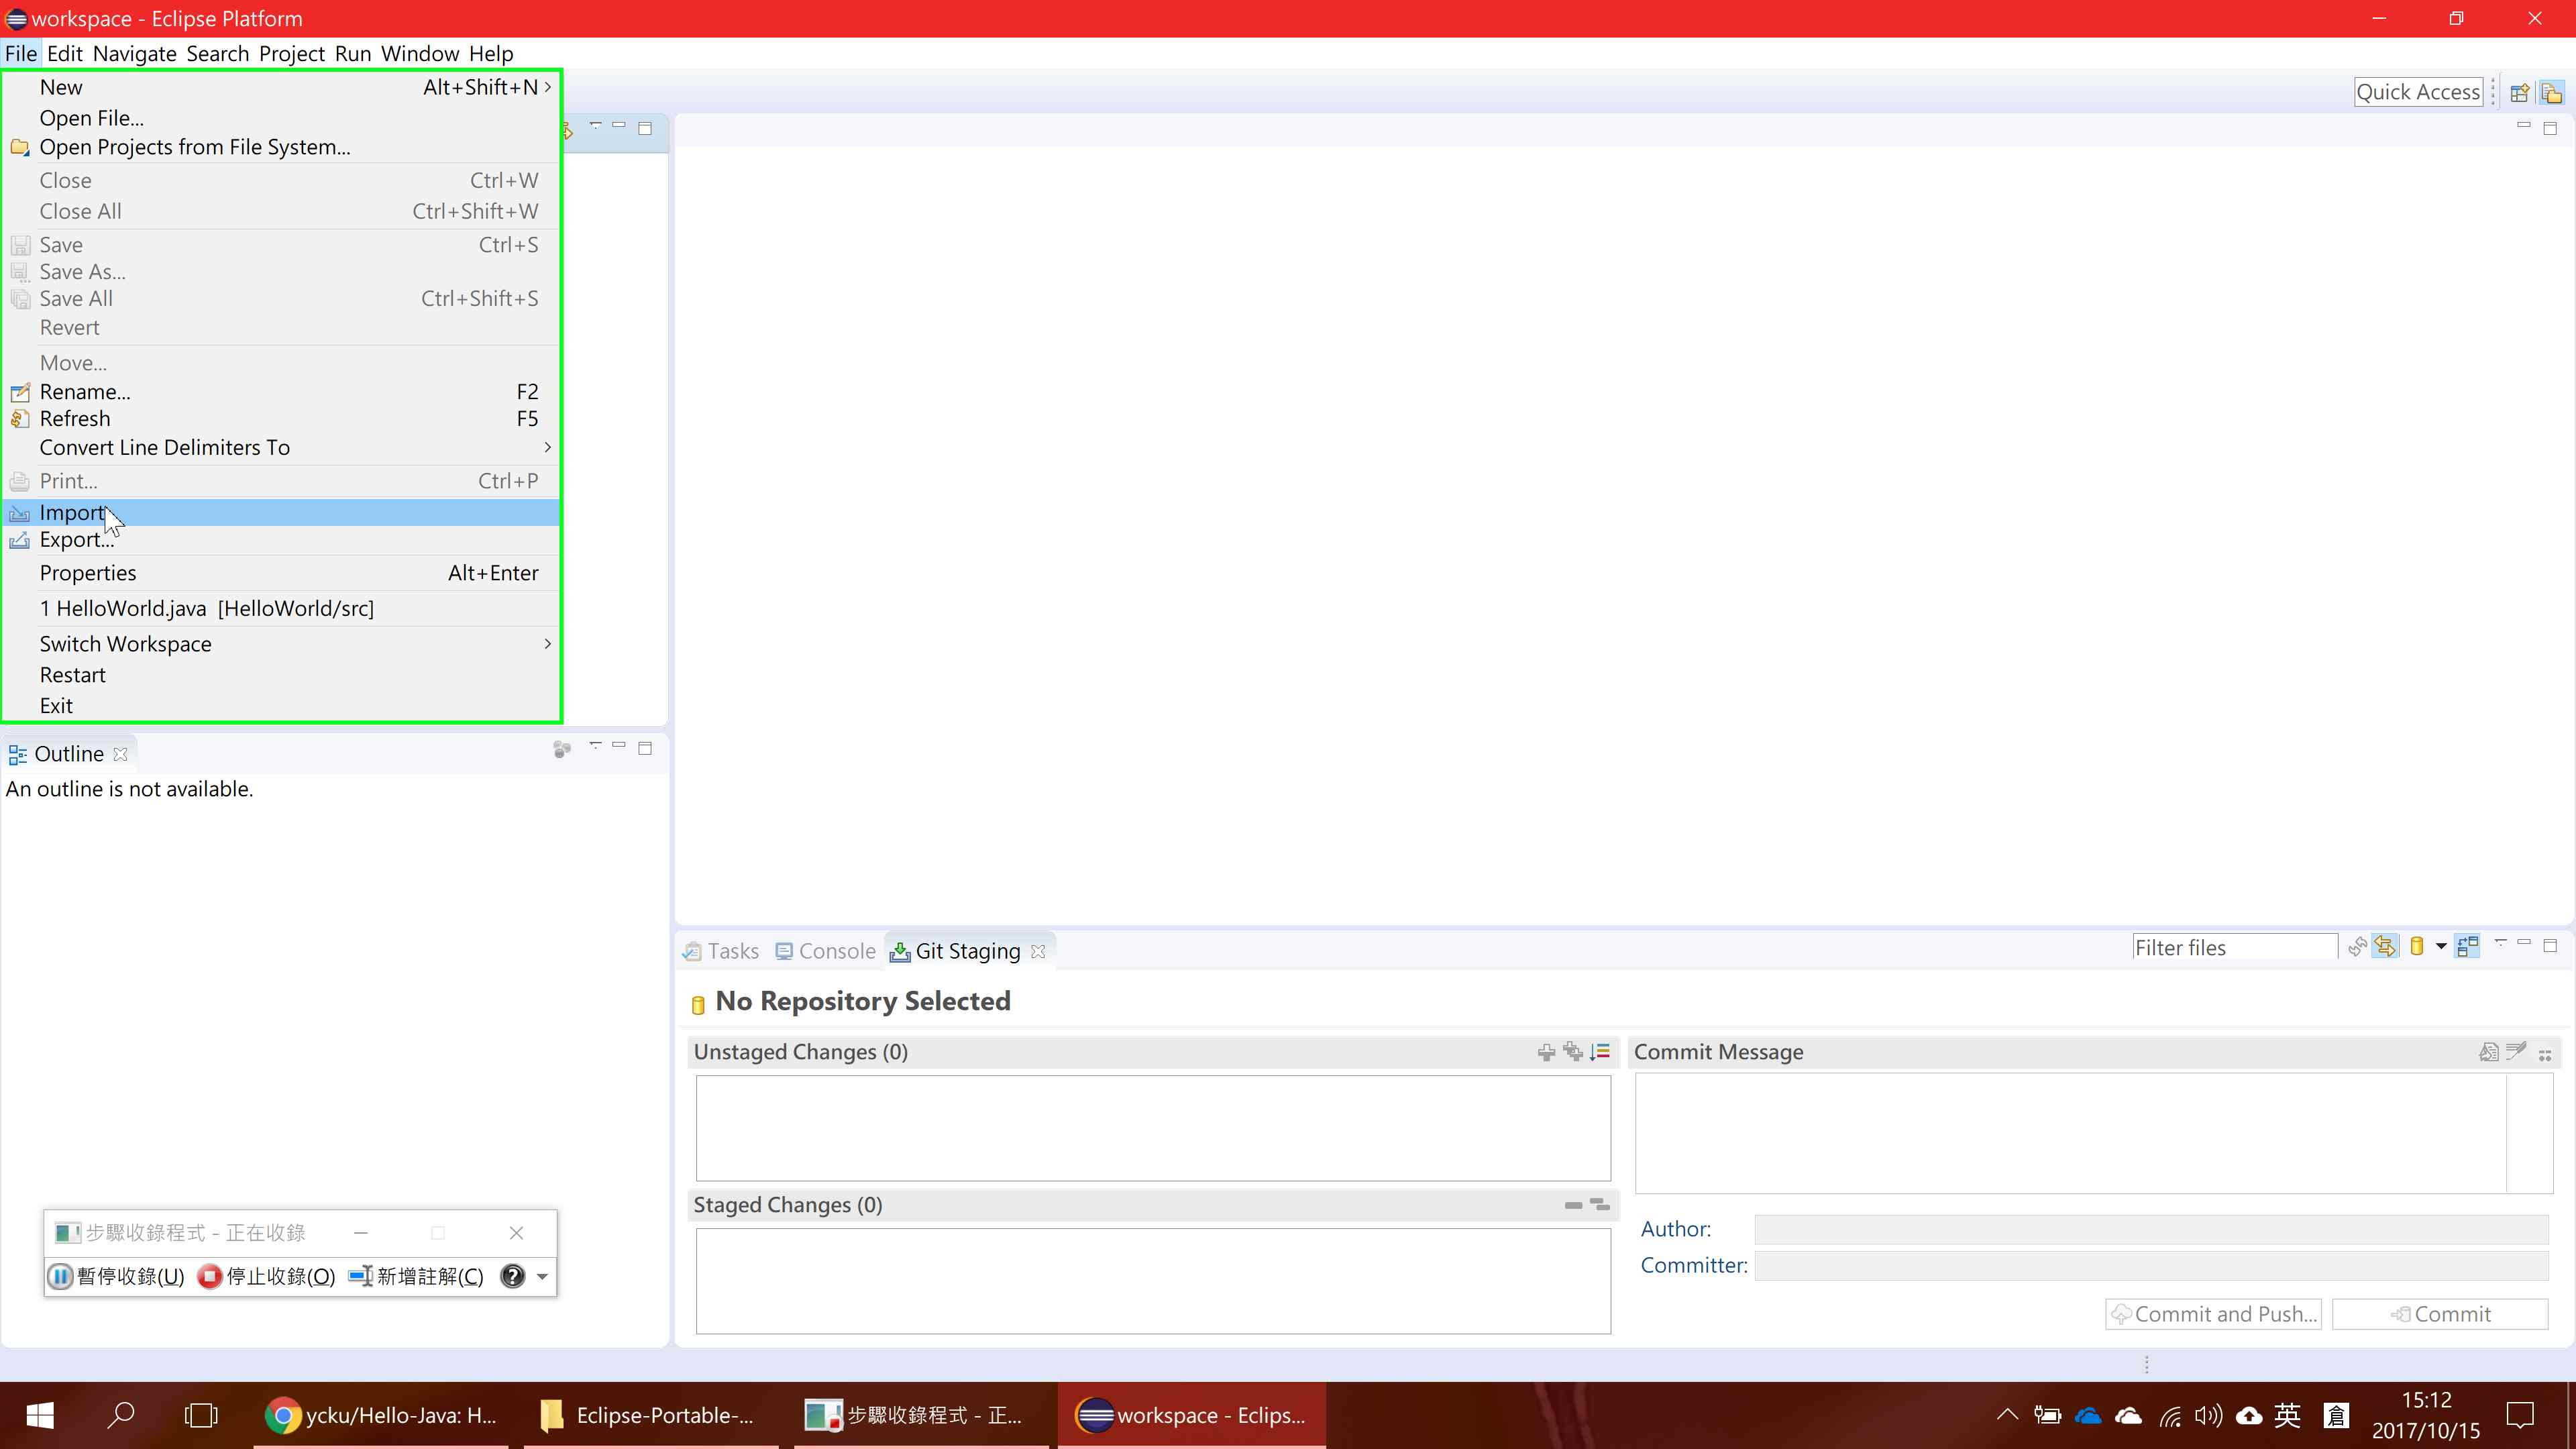 workspace - Eclipse Platform
File Edit Navigate Search Project Run Window Help
New Alt+Shift+N
Open File...
Open Projects from File System...
Close Ctrl+W
Close All Ctrl+Shift+W
Save Ctrl+S
Save As...
Save All Ctrl+Shift+S
Revert
Move...
Rename... F2
Refresh F5
Convert Line Delimiters To
Print... Ctrl+P
Import
Export...
Properties Alt+Enter
1 HelloWorld.java [HelloWorld/src]
Switch Workspace
Restart
Exit
Quick Access
Outline
An outline is not available.
Tasks Console Git Staging
Filter files
No Repository Selected
Unstaged Changes (0)
Commit Message
Staged Changes (0)
Author:
Committer:
Commit and Push... Commit
步驟收錄程式 - 正在收錄
暫停收錄(U) 停止收錄(O) 新增註解(C)
ycku/Hello-Java: H...
Eclipse-Portable-...
步驟收錄程式 - 正...
workspace - Eclips...
英 倉
15:12
2017/10/15